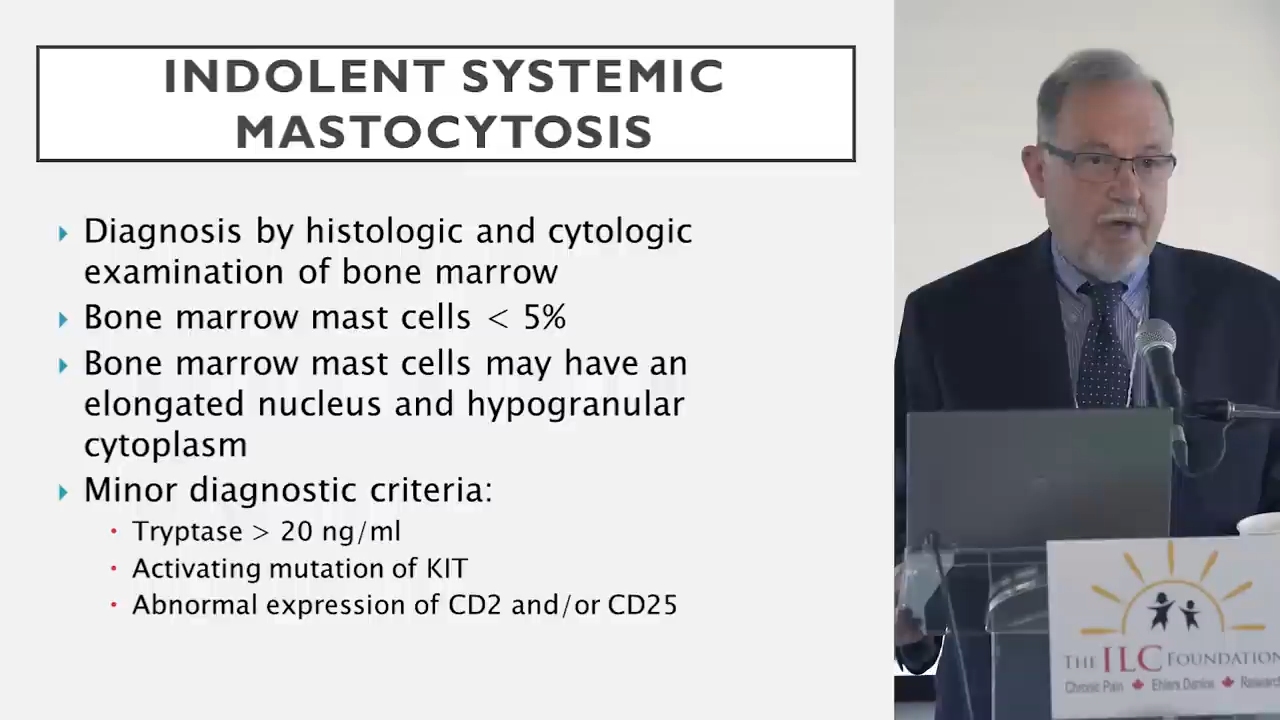 INDOLENT SYSTEMIC
MASTOCYTOSIS
Diagnosis by histologic and cytologic
examination of bone marrow
Bone marrow mast cells < 5%
Bone marrow mast cells may have an
elongated nucleus and hypogranular
cytoplasm
Minor diagnostic criteria:
Tryptase > 20 ng/ml
Activating mutation of KIT
Abnormal expression of CD2 and/or CD25
THE ILC FOUNDATION
Chronic Pain Ehlers Danlos Research